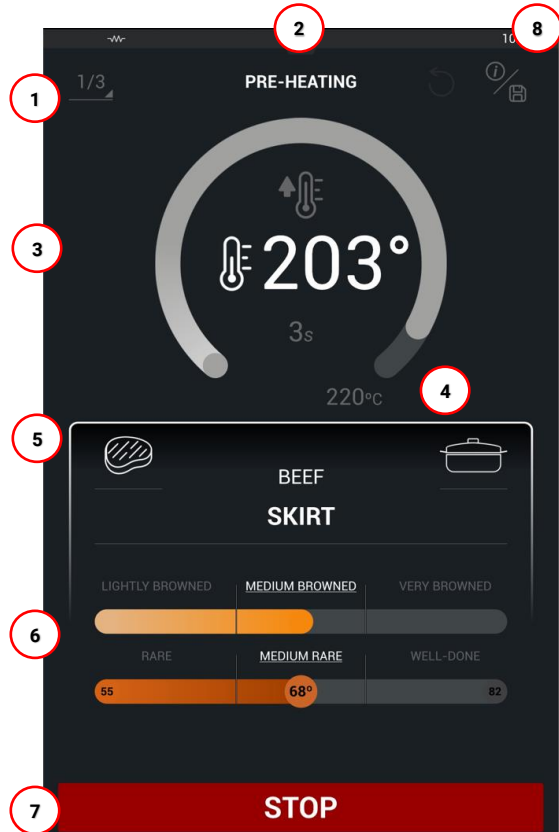 2
8
10
1
1/3
PRE-HEATING
i
3
203°
3s
220°C
4
5
BEEF
SKIRT
LIGHTLY BROWNED MEDIUM BROWNED VERY BROWNED
6
RARE MEDIUM RARE WELL-DONE
55 68° 82
7
STOP